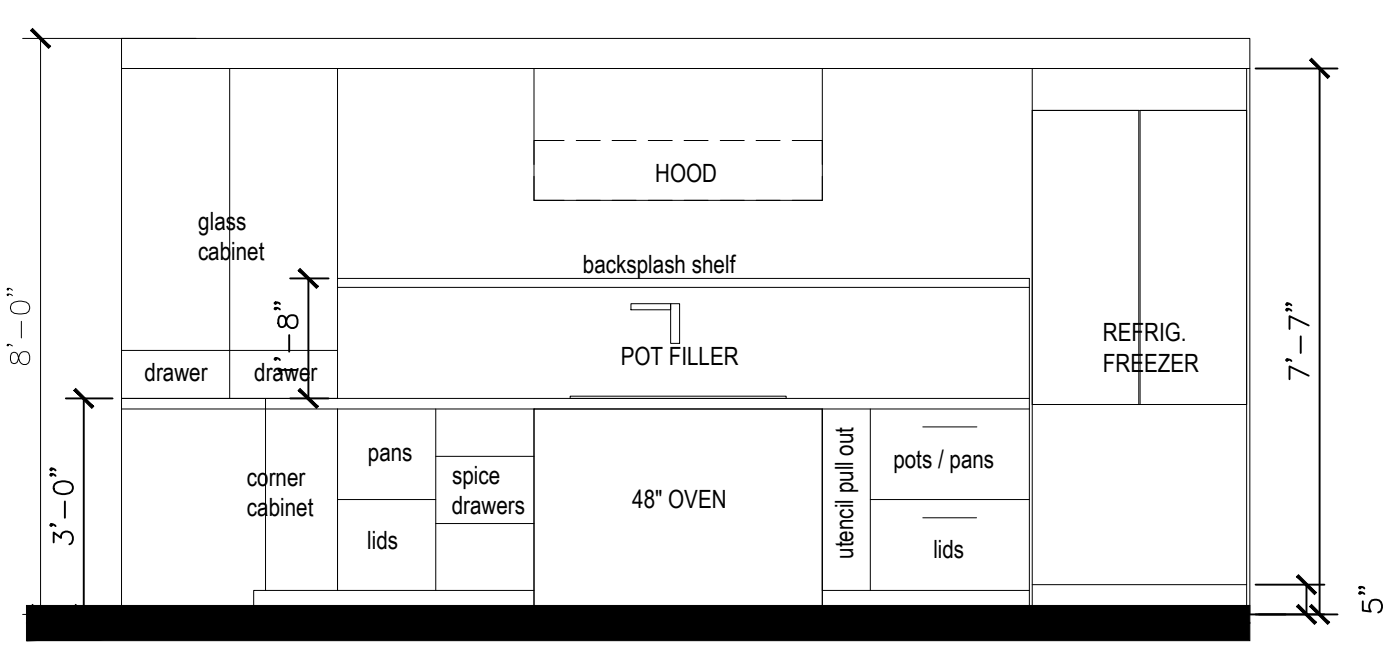 HOOD
glass
cabinet
backsplash shelf
8'-0"
1'-8"
7'-7"
REFRIG.
FREEZER
POT FILLER
drawer
drawer
3'-0"
pans
corner
cabinet
spice
drawers
lids
48" OVEN
utencil pull out
pots / pans
lids
5"